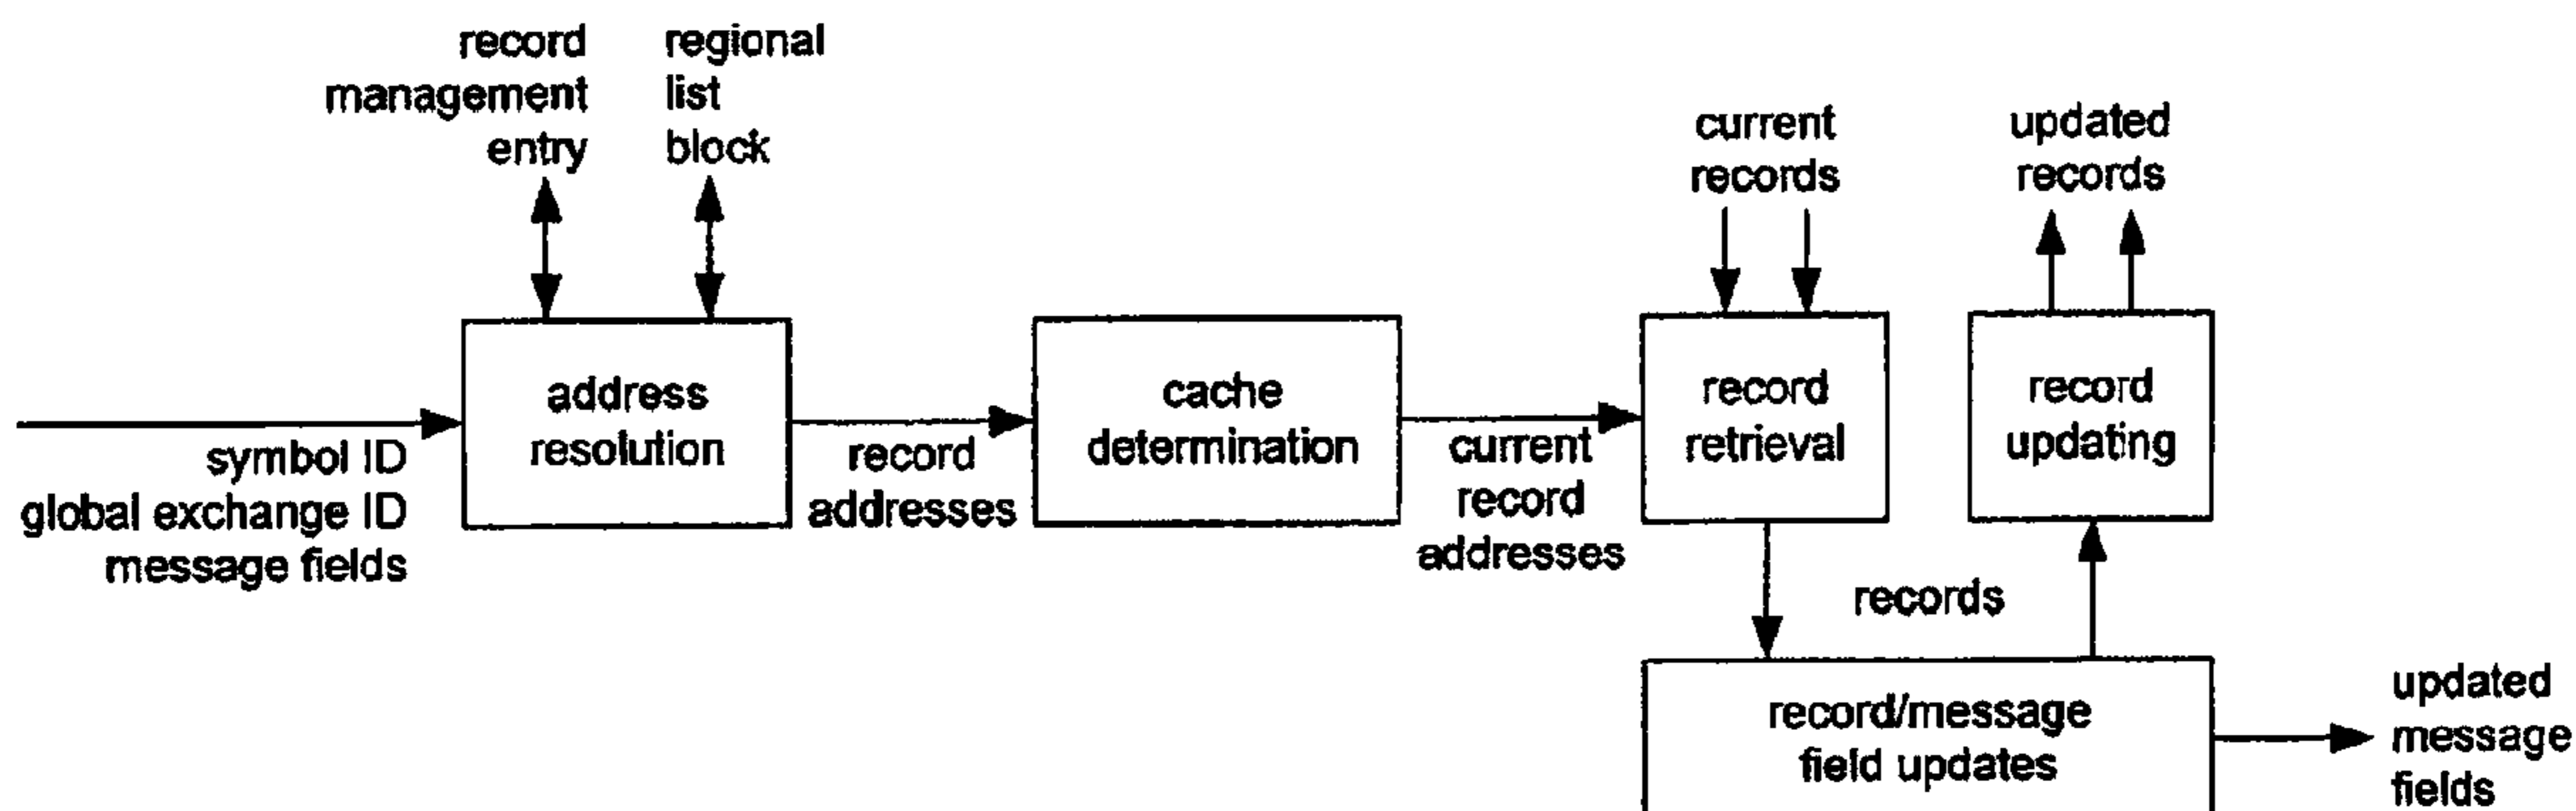 record
management
entry
regional
list
block
current
records
updated
records
symbol ID
global exchange ID
message fields
address
resolution
record
addresses
cache
determination
current
record
addresses
record
retrieval
record
updating
records
record/message
field updates
updated
message
fields